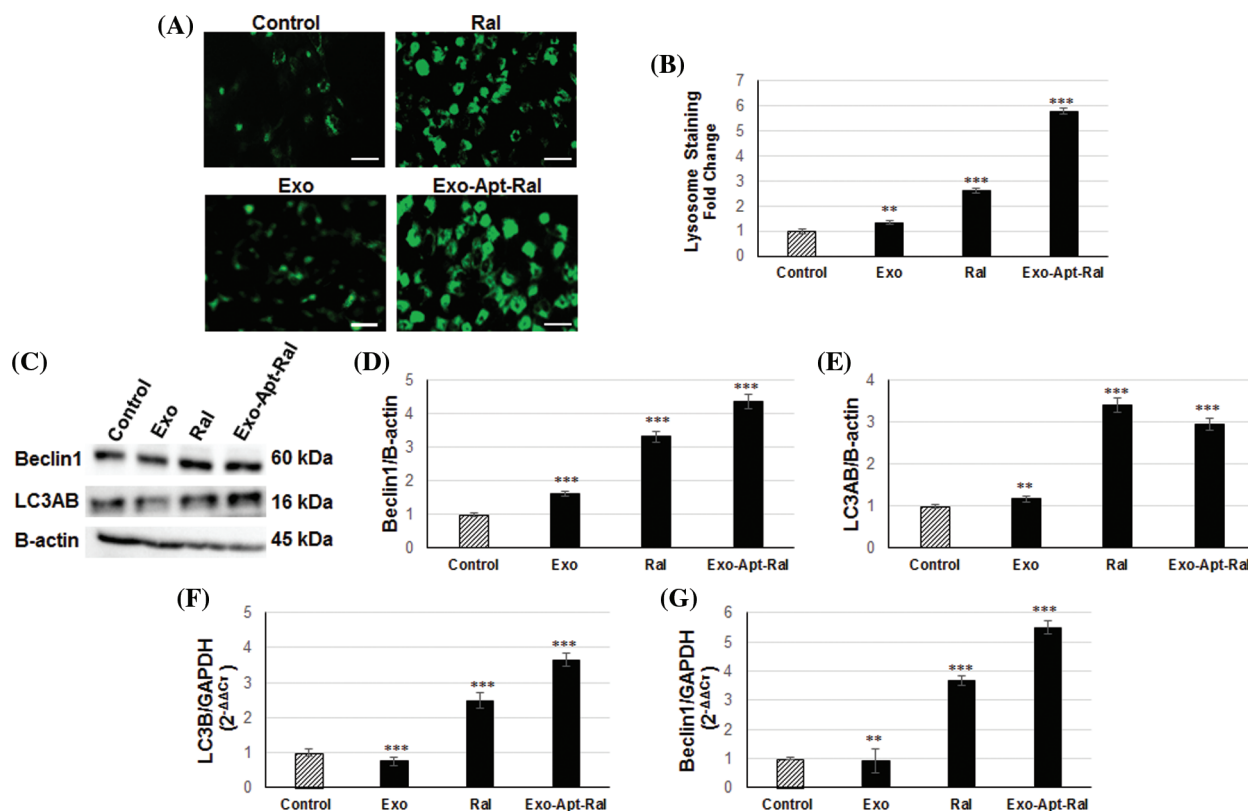 (A)
Control
Ral
Exo
Exo-Apt-Ral
(B)
Lysosome Staining
Fold Change
7
6
5
4
3
2
1
0
**
***
***
Control
Exo
Ral
Exo-Apt-Ral
(C)
Control
Exo
Ral
Exo-Apt-Ral
Beclin1
60 kDa
LC3AB
16 kDa
B-actin
45 kDa
(D)
Beclin1/B-actin
5
4
3
2
1
0
***
***
***
Control
Exo
Ral
Exo-Apt-Ral
(E)
LC3AB/B-actin
4
3
2
1
0
**
***
***
Control
Exo
Ral
Exo-Apt-Ral
(F)
LC3B/GAPDH
(2-ΔΔCT)
5
4
3
2
1
0
***
***
***
Control
Exo
Ral
Exo-Apt-Ral
(G)
Beclin1/GAPDH
(2-ΔΔCT)
6
5
4
3
2
1
0
**
***
***
Control
Exo
Ral
Exo-Apt-Ral